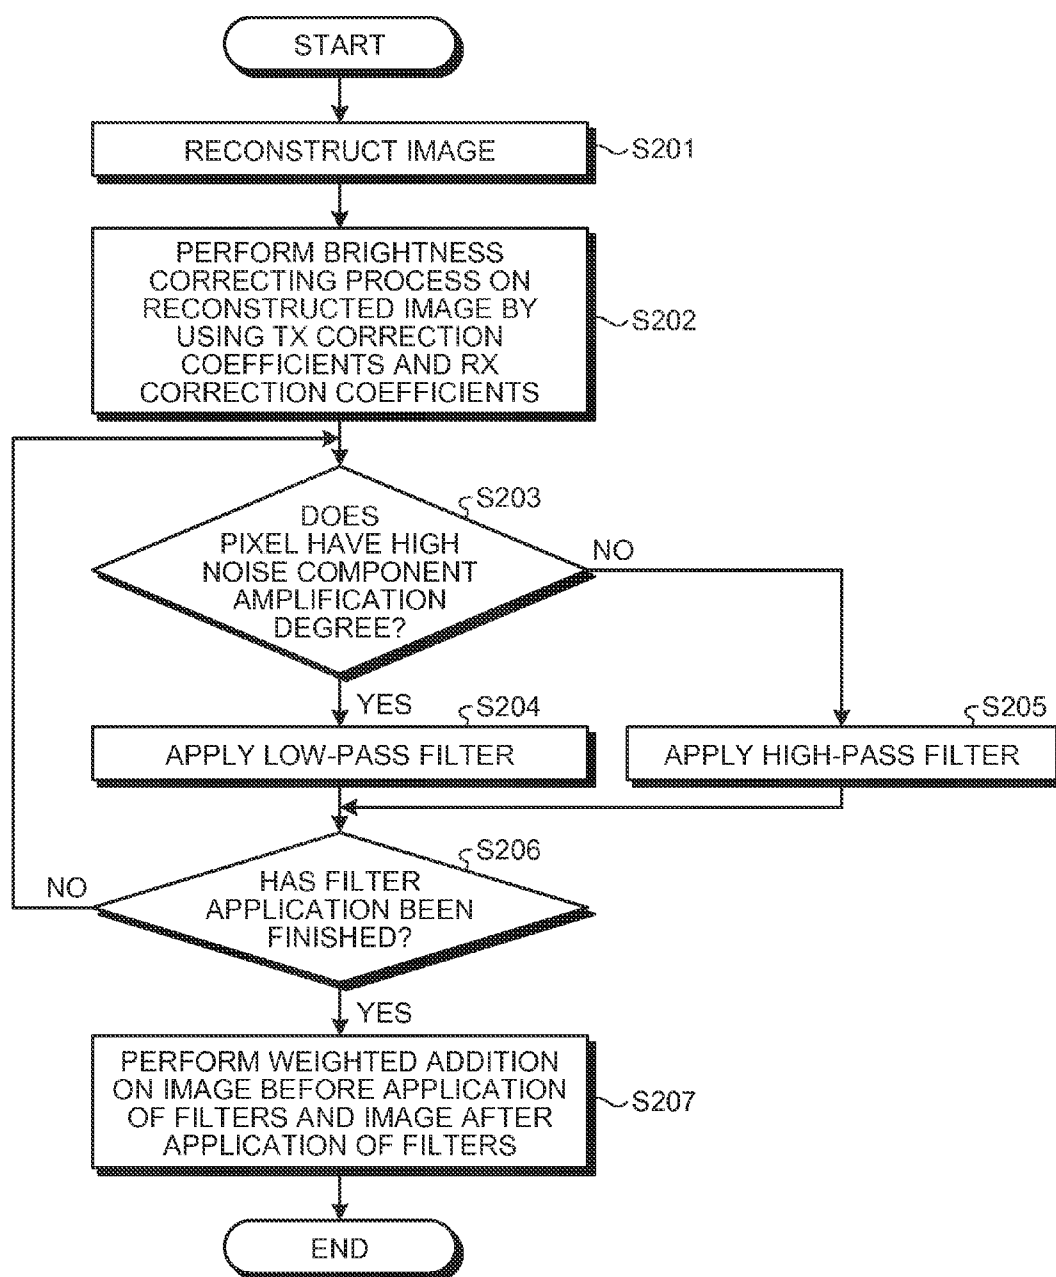 START
RECONSTRUCT IMAGE
S201
PERFORM BRIGHTNESS
CORRECTING PROCESS ON
RECONSTRUCTED IMAGE BY
USING TX CORRECTION
COEFFICIENTS AND RX
CORRECTION COEFFICIENTS
S202
S203
DOES
PIXEL HAVE HIGH
NOISE COMPONENT
AMPLIFICATION
DEGREE?
NO
YES
S204
APPLY LOW-PASS FILTER
S205
APPLY HIGH-PASS FILTER
S206
HAS FILTER
APPLICATION BEEN
FINISHED?
NO
YES
PERFORM WEIGHTED ADDITION
ON IMAGE BEFORE APPLICATION
OF FILTERS AND IMAGE AFTER
APPLICATION OF FILTERS
S207
END